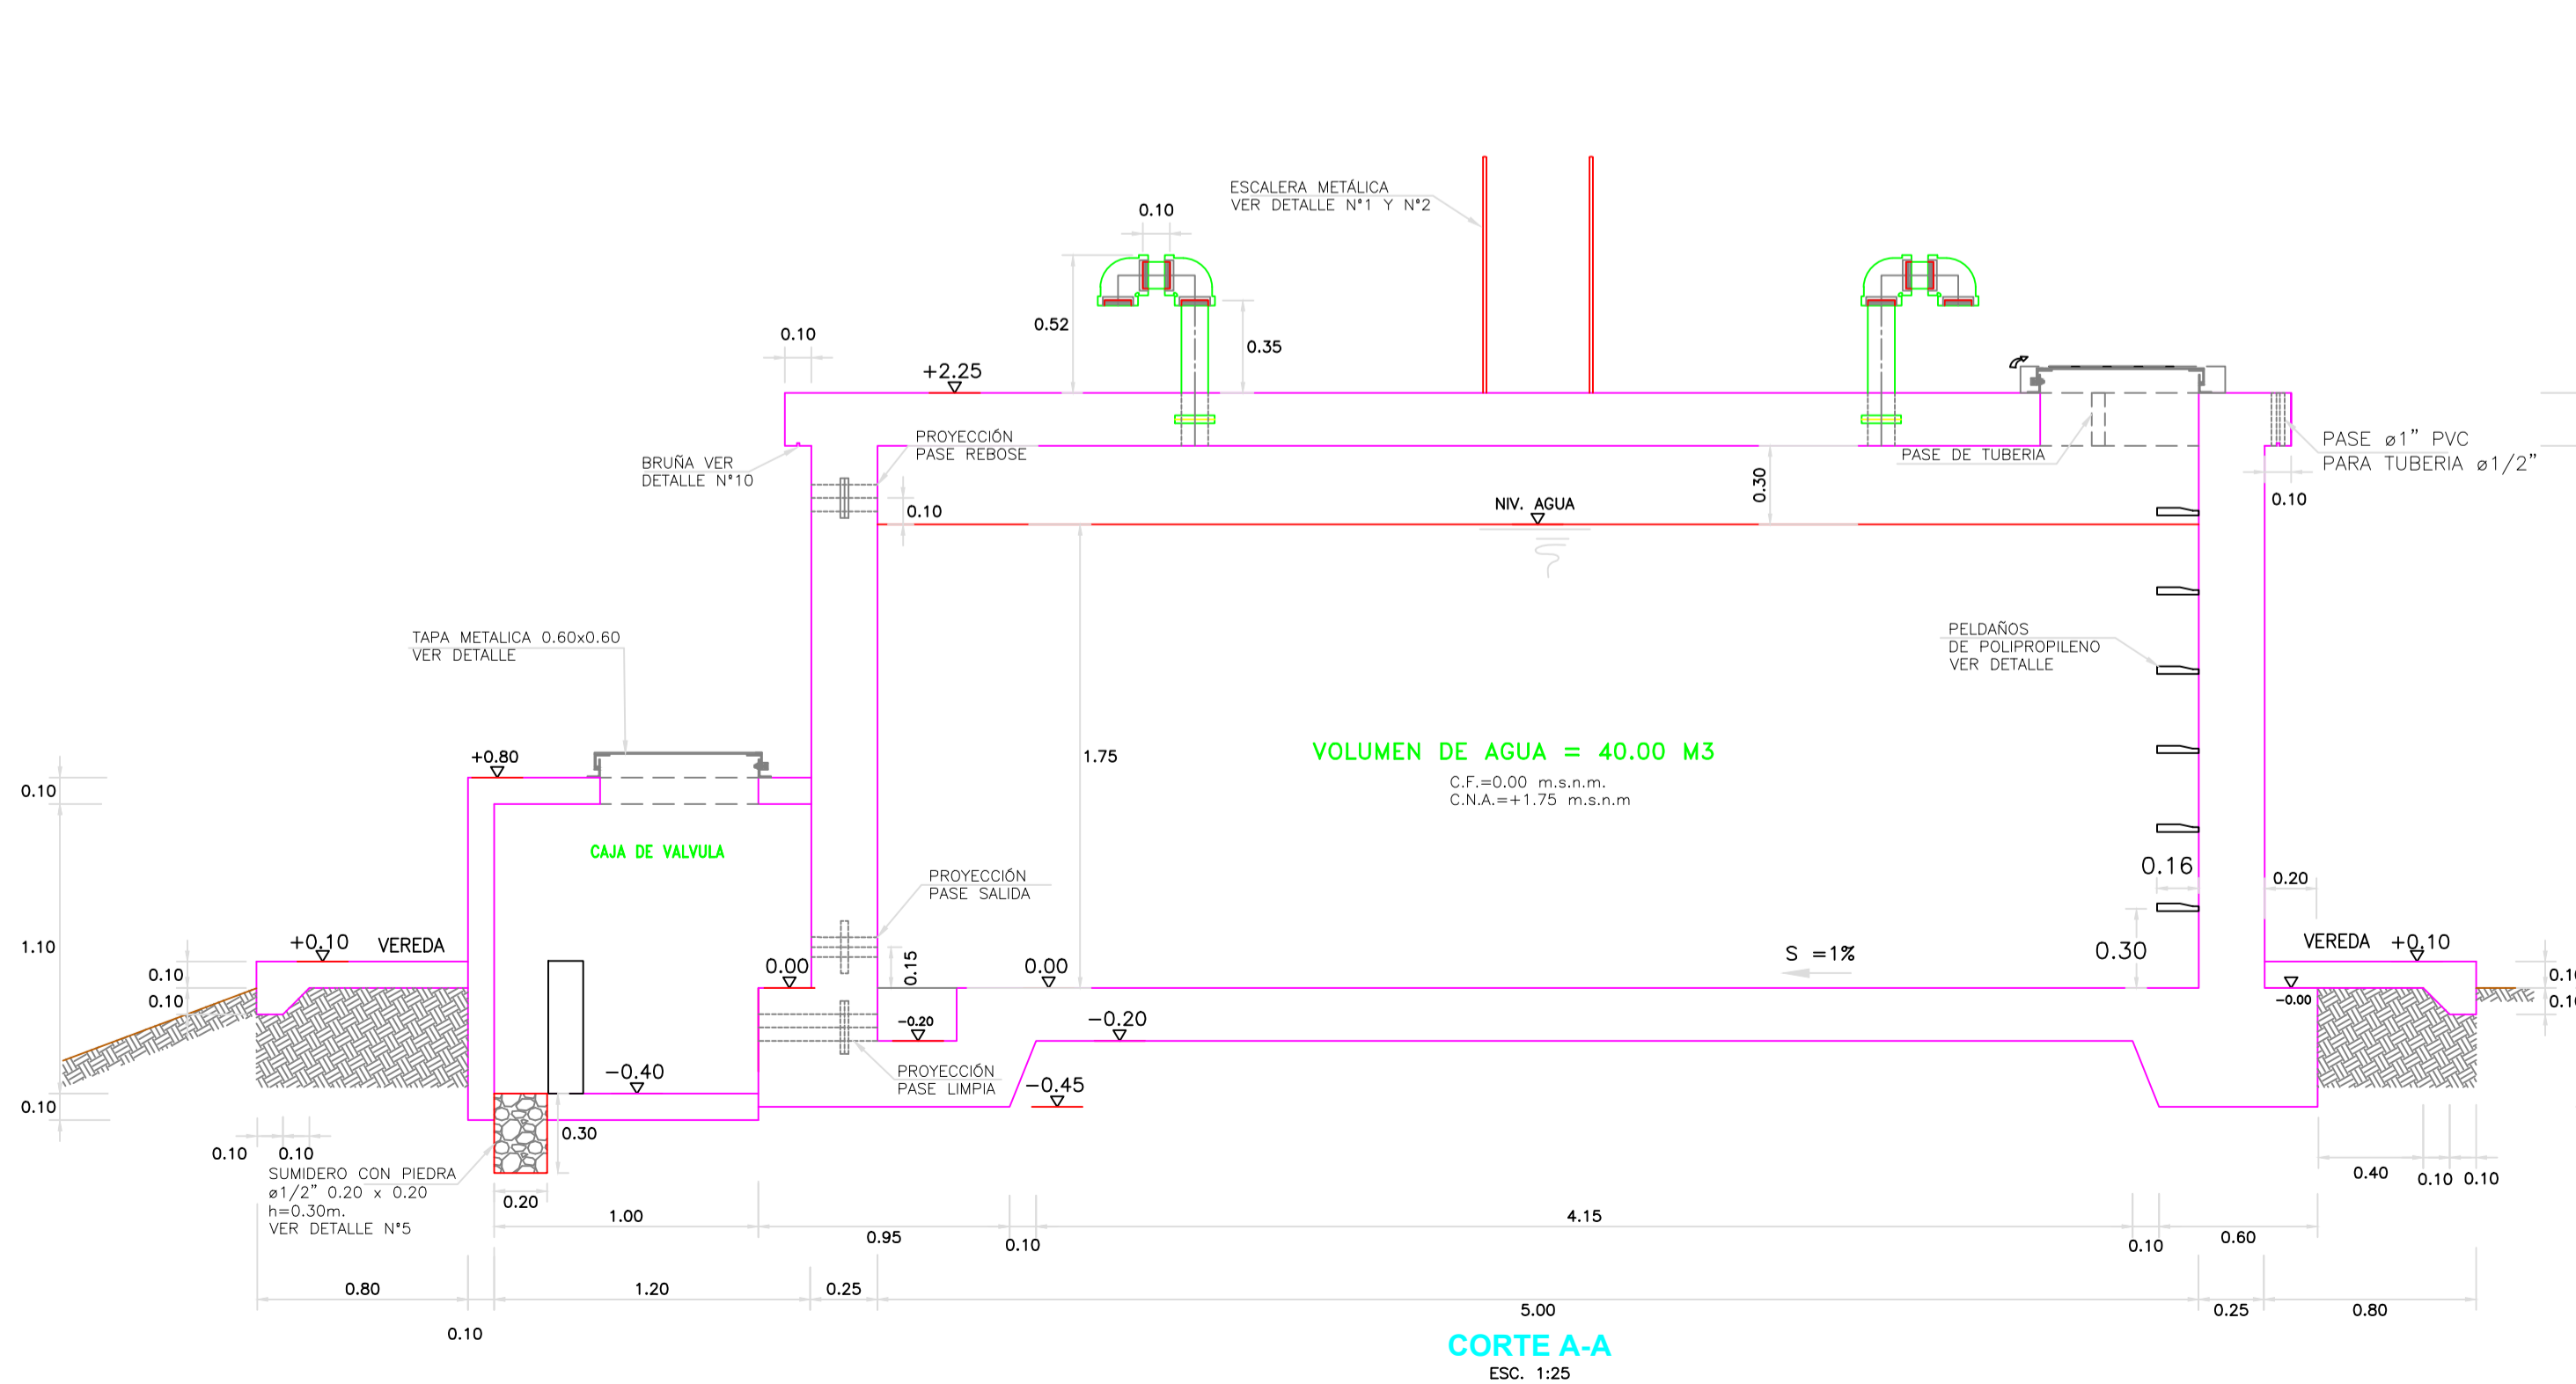 ESCALERA METÁLICA
VER DETALLE N°1 Y N°2
0.10
0.52
0.35
0.10
+2.25
PROYECCIÓN
PASE REBOSE
BRUÑA VER
DETALLE N°10
0.10
NIV. AGUA
0.30
PASE DE TUBERIA
PASE ø1" PVC
PARA TUBERIA ø1/2"
0.10
TAPA METALICA 0.60x0.60
VER DETALLE
PELDAÑOS
DE POLIPROPILENO
VER DETALLE
+0.80
0.10
1.75
VOLUMEN DE AGUA = 40.00 M3
C.F.=0.00 m.s.n.m.
C.N.A.=+1.75 m.s.n.m
CAJA DE VALVULA
PROYECCIÓN
PASE SALIDA
0.16
0.20
1.10
+0.10
VEREDA
0.10
0.10
0.00
0.15
0.00
S =1%
0.30
VEREDA
+0.10
-0.00
0.10
0.10
-0.20
-0.20
-0.40
PROYECCIÓN
PASE LIMPIA
-0.45
0.10
0.30
0.10
0.10
SUMIDERO CON PIEDRA
ø1/2" 0.20 x 0.20
h=0.30m.
VER DETALLE N°5
0.20
0.40
0.10
0.10
1.00
0.95
0.10
4.15
0.10
0.60
0.80
0.10
1.20
0.25
5.00
0.25
0.80
CORTE A-A
ESC. 1:25